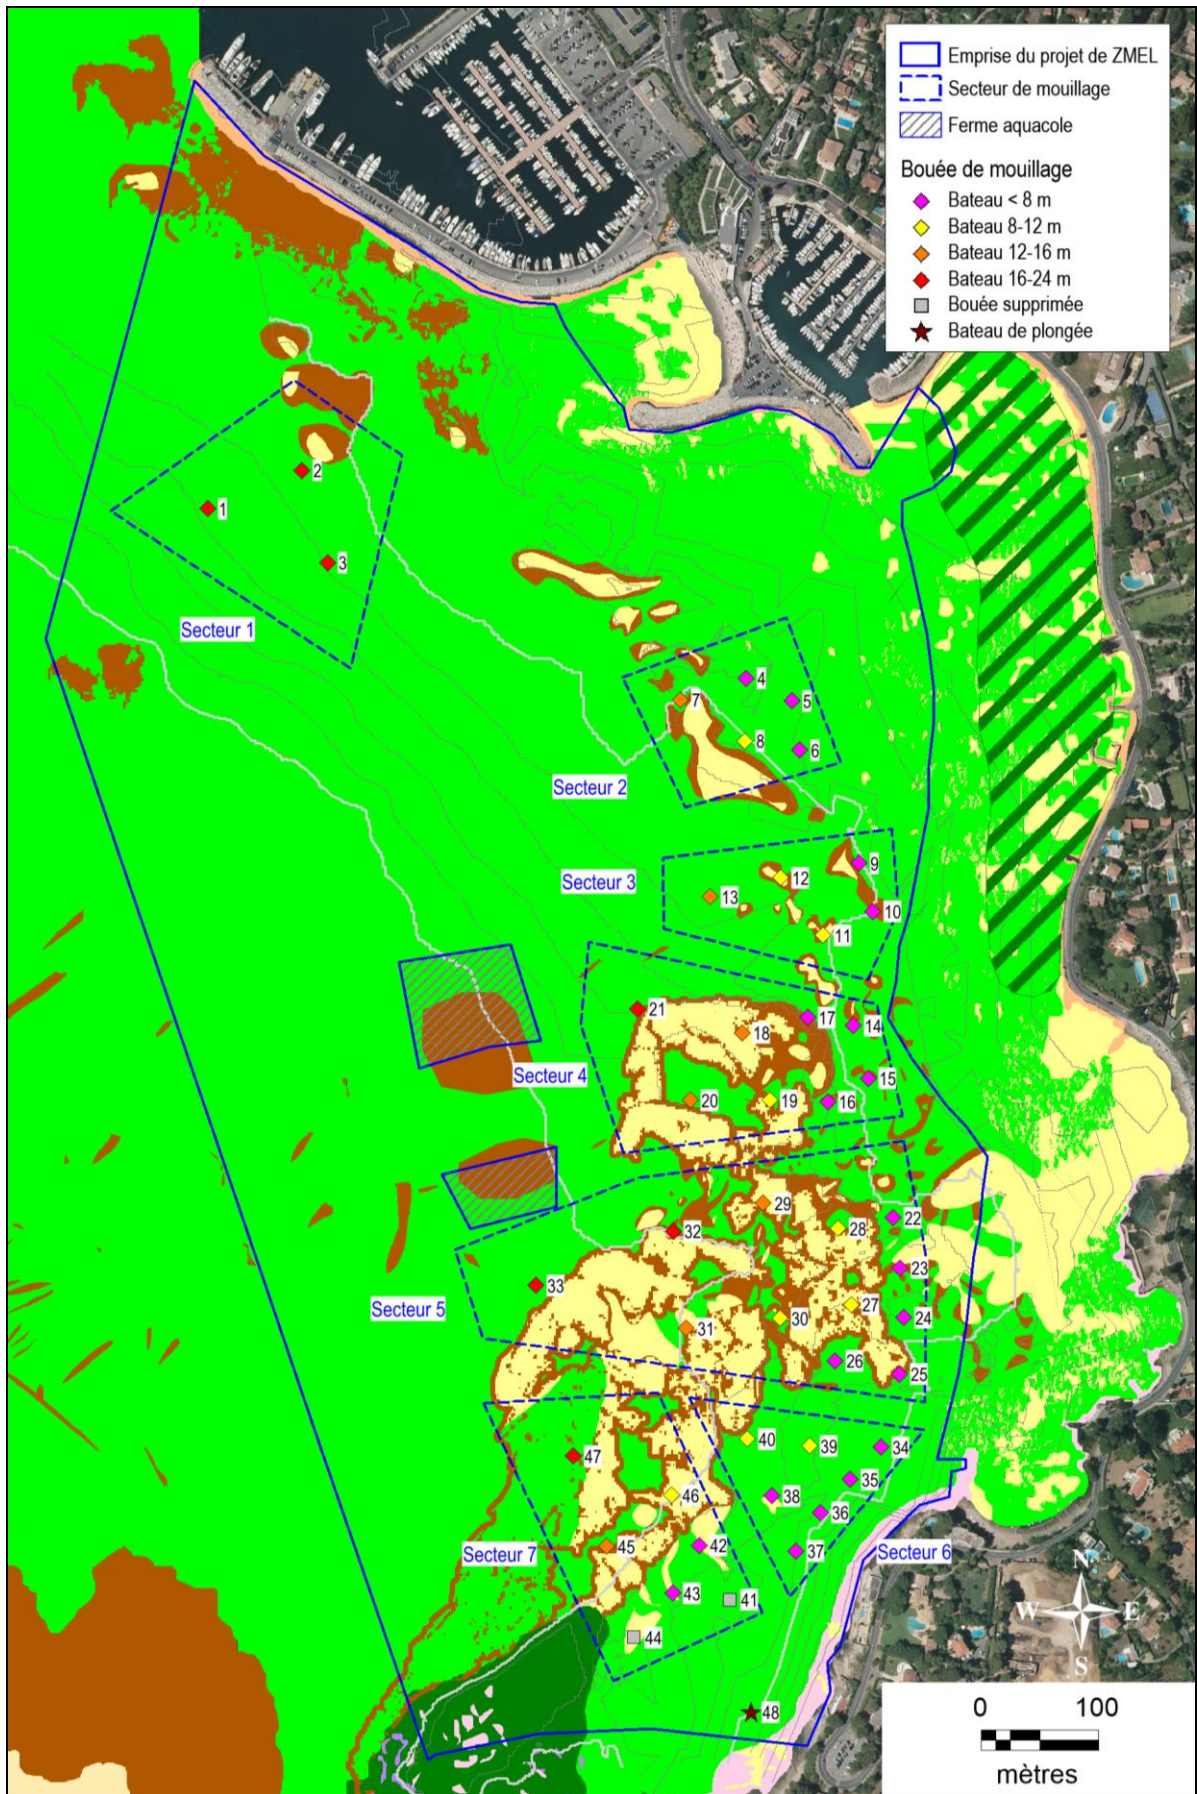 Emprise du projet de ZMEL
Secteur de mouillage
Ferme aquacole
Bouée de mouillage
Bateau < 8 m
Bateau 8-12 m
Bateau 12-16 m
Bateau 16-24 m
Bouée supprimée
Bateau de plongée
2
1
3
Secteur 1
4
7
5
8
6
Secteur 2
9
12
Secteur 3
13
10
11
21
17
14
18
Secteur 4
15
20
19
16
29
22
28
32
23
33
27
Secteur 5
30
24
31
26
25
40
39
34
47
35
46
38
36
45
42
37
Secteur 7
Secteur 6
43
41
44
48
N
W
E
S
0
100
mètres